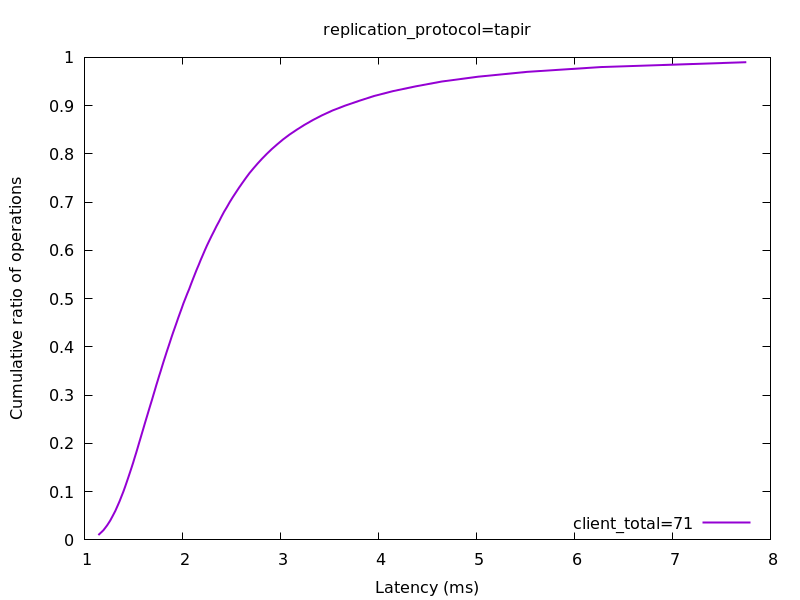 replication_protocol=tapir
1
0.9
0.8
0.7
0.6
0.5
0.4
0.3
0.2
0.1
0
Cumulative ratio of operations
client_total=71
1 2 3 4 5 6 7 8
Latency (ms)